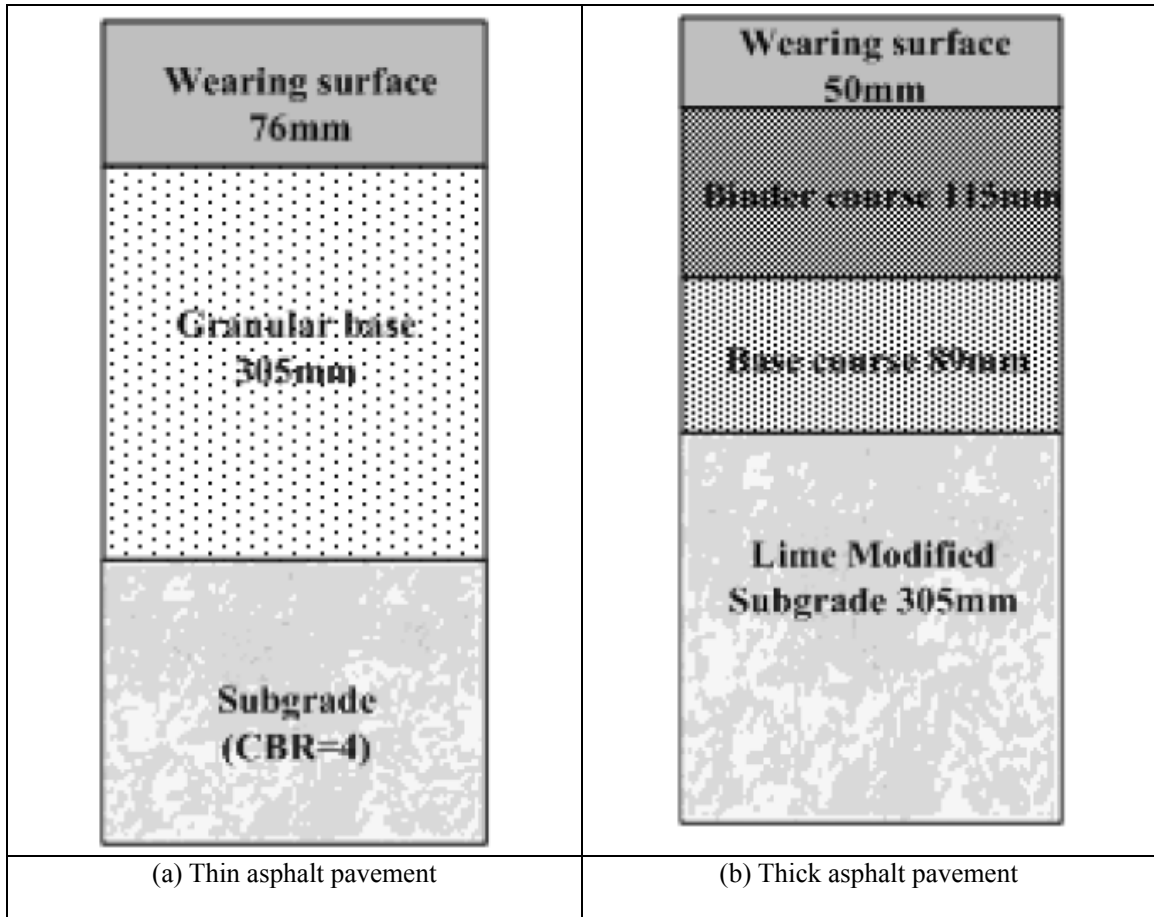 Wearing surface
76mm
Granular base
305mm
Subgrade
(CBR=4)
(a) Thin asphalt pavement
Wearing surface
50mm
Binder course 115mm
Base course 89mm
Lime Modified
Subgrade 305mm
(b) Thick asphalt pavement